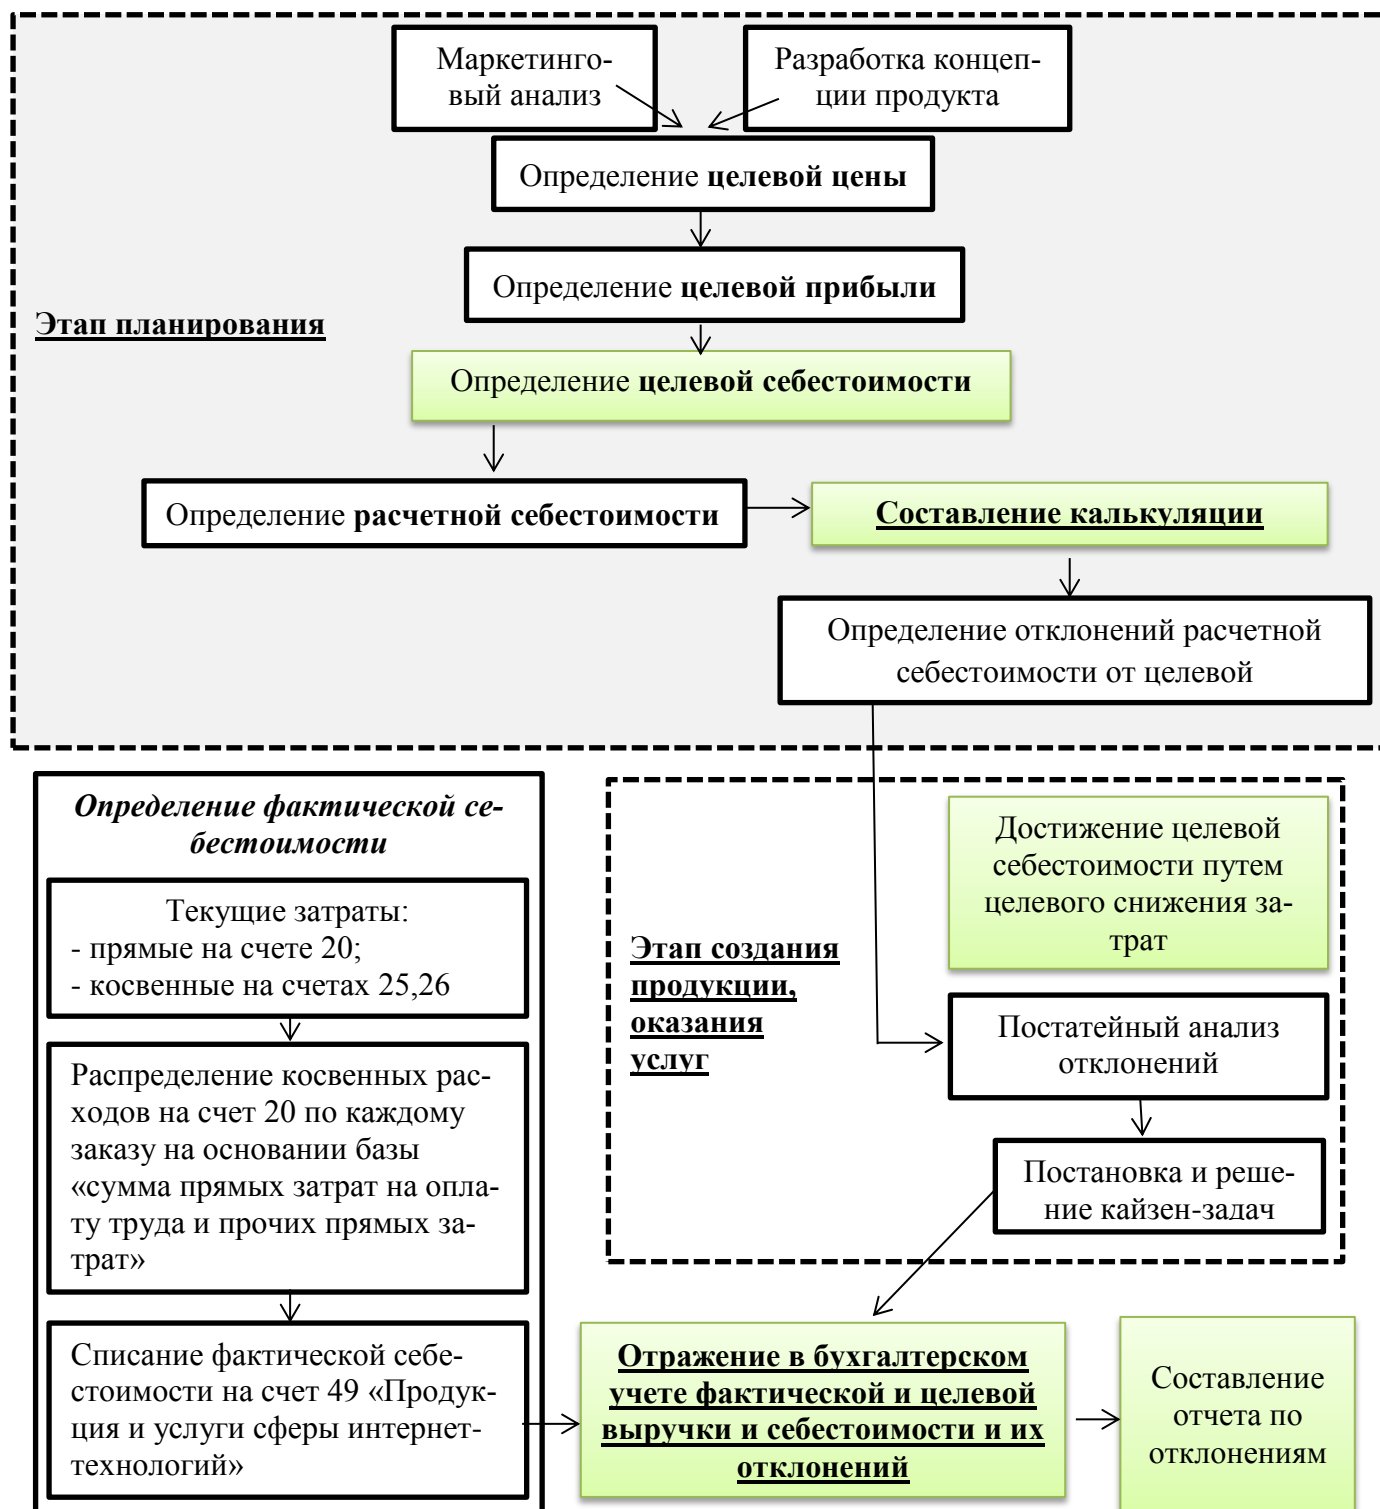 Маркетинго-
вый анализ
Разработка концеп-
ции продукта
Определение целевой цены
Определение целевой прибыли
Этап планирования
Определение целевой себестоимости
Определение расчетной себестоимости
Составление калькуляции
Определение отклонений расчетной
себестоимости от целевой
Определение фактической се-
бестоимости
Текущие затраты:
- прямые на счете 20;
- косвенные на счетах 25,26
Распределение косвенных рас-
ходов на счет 20 по каждому
заказу на основании базы
«сумма прямых затрат на опла-
ту труда и прочих прямых за-
трат»
Списание фактической себе-
стоимости на счет 49 «Продук-
ция и услуги сферы интернет-
технологий»
Этап создания
продукции,
оказания
услуг
Достижение целевой
себестоимости путем
целевого снижения за-
трат
Постатейный анализ
отклонений
Постановка и реше-
ние кайзен-задач
Отражение в бухгалтерском
учете фактической и целевой
выручки и себестоимости и их
отклонений
Составление
отчета по
отклонениям